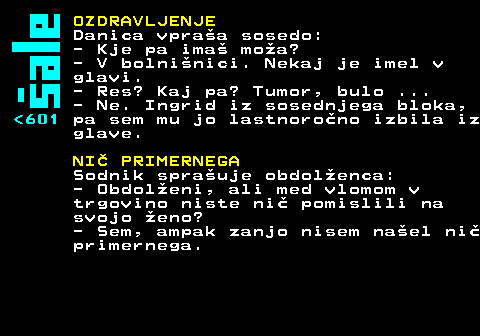 šale
<601
OZDRAVLJENJE
Danica vpraša sosedo:
- Kje pa imaš moža?
- V bolnišnici. Nekaj je imel v
glavi.
- Res? Kaj pa? Tumor, bulo ...
- Ne. Ingrid iz sosednjega bloka,
pa sem mu jo lastnoročno izbila iz
glave.
NIČ PRIMERNEGA
Sodnik sprašuje obdolženca:
- Obdolženi, ali med vlomom v
trgovino niste nič pomislili na
svojo ženo?
- Sem, ampak zanjo nisem našel nič
primernega.